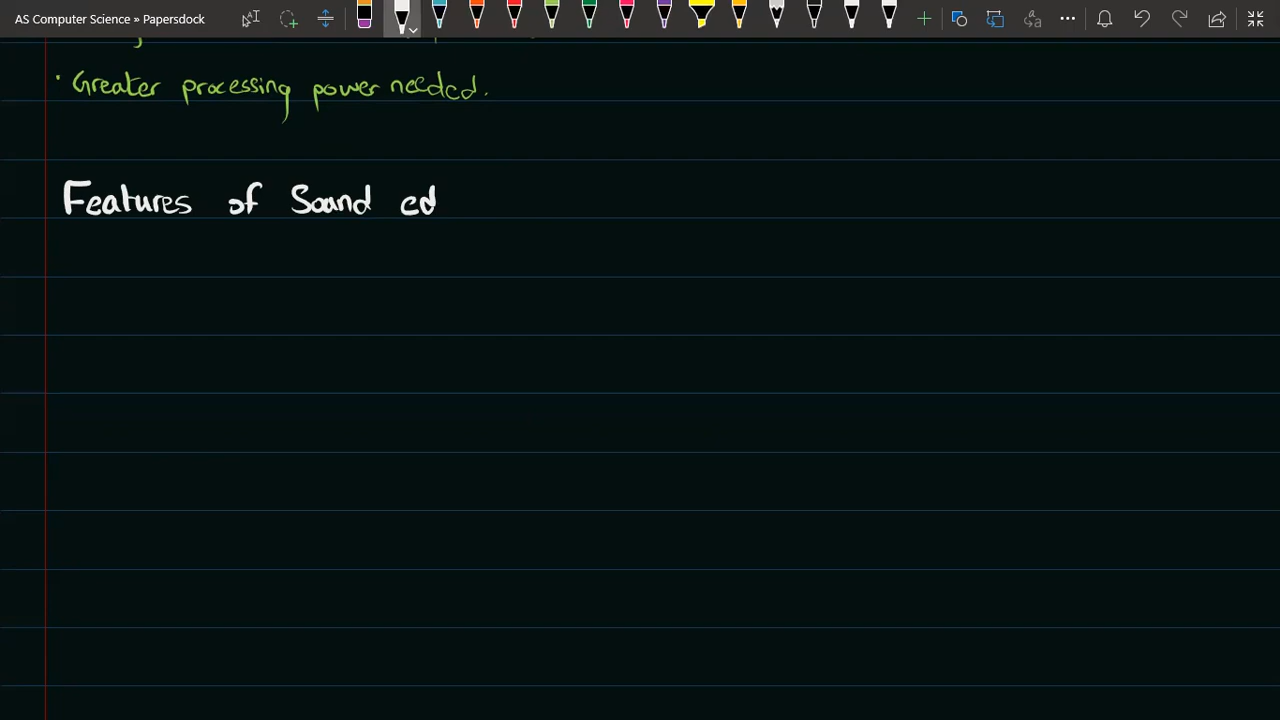 AS Computer Science » Papersdock
· Greater processing power needed.
Features of Sound ed